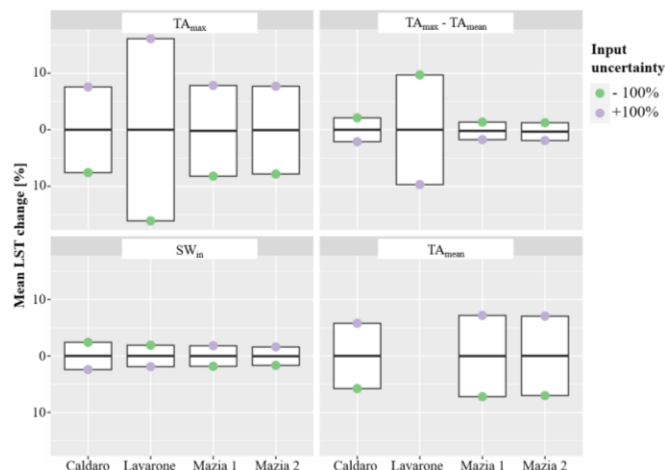 TAmax
TAmax - TAmean
10
0
10
Input
uncertainty
- 100%
+100%
Mean LST change [%]
SWin
TAmean
10
0
10
Caldaro Lavarone Mazia 1 Mazia 2
Caldaro Lavarone Mazia 1 Mazia 2